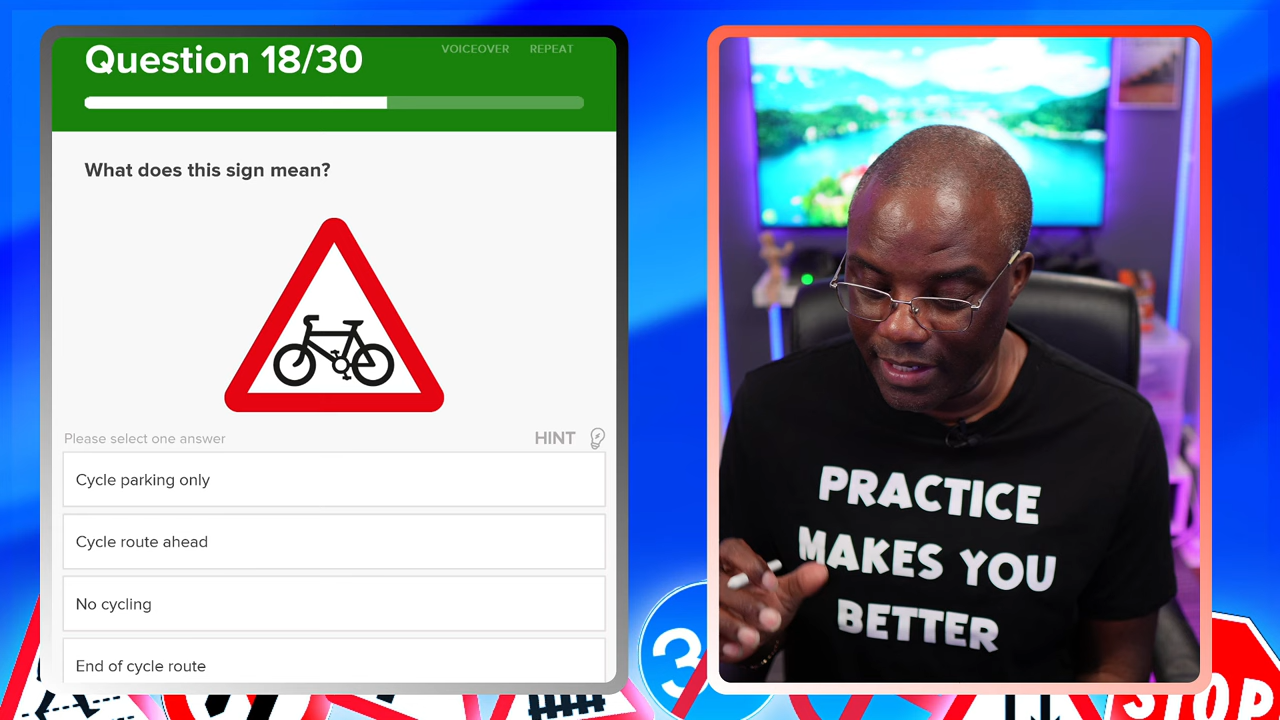 Question 18/30
VOICEOVER
REPEAT
What does this sign mean?
Please select one answer
HINT
Cycle parking only
Cycle route ahead
No cycling
End of cycle route
PRACTICE
MAKES YOU
BETTER
3
STOP